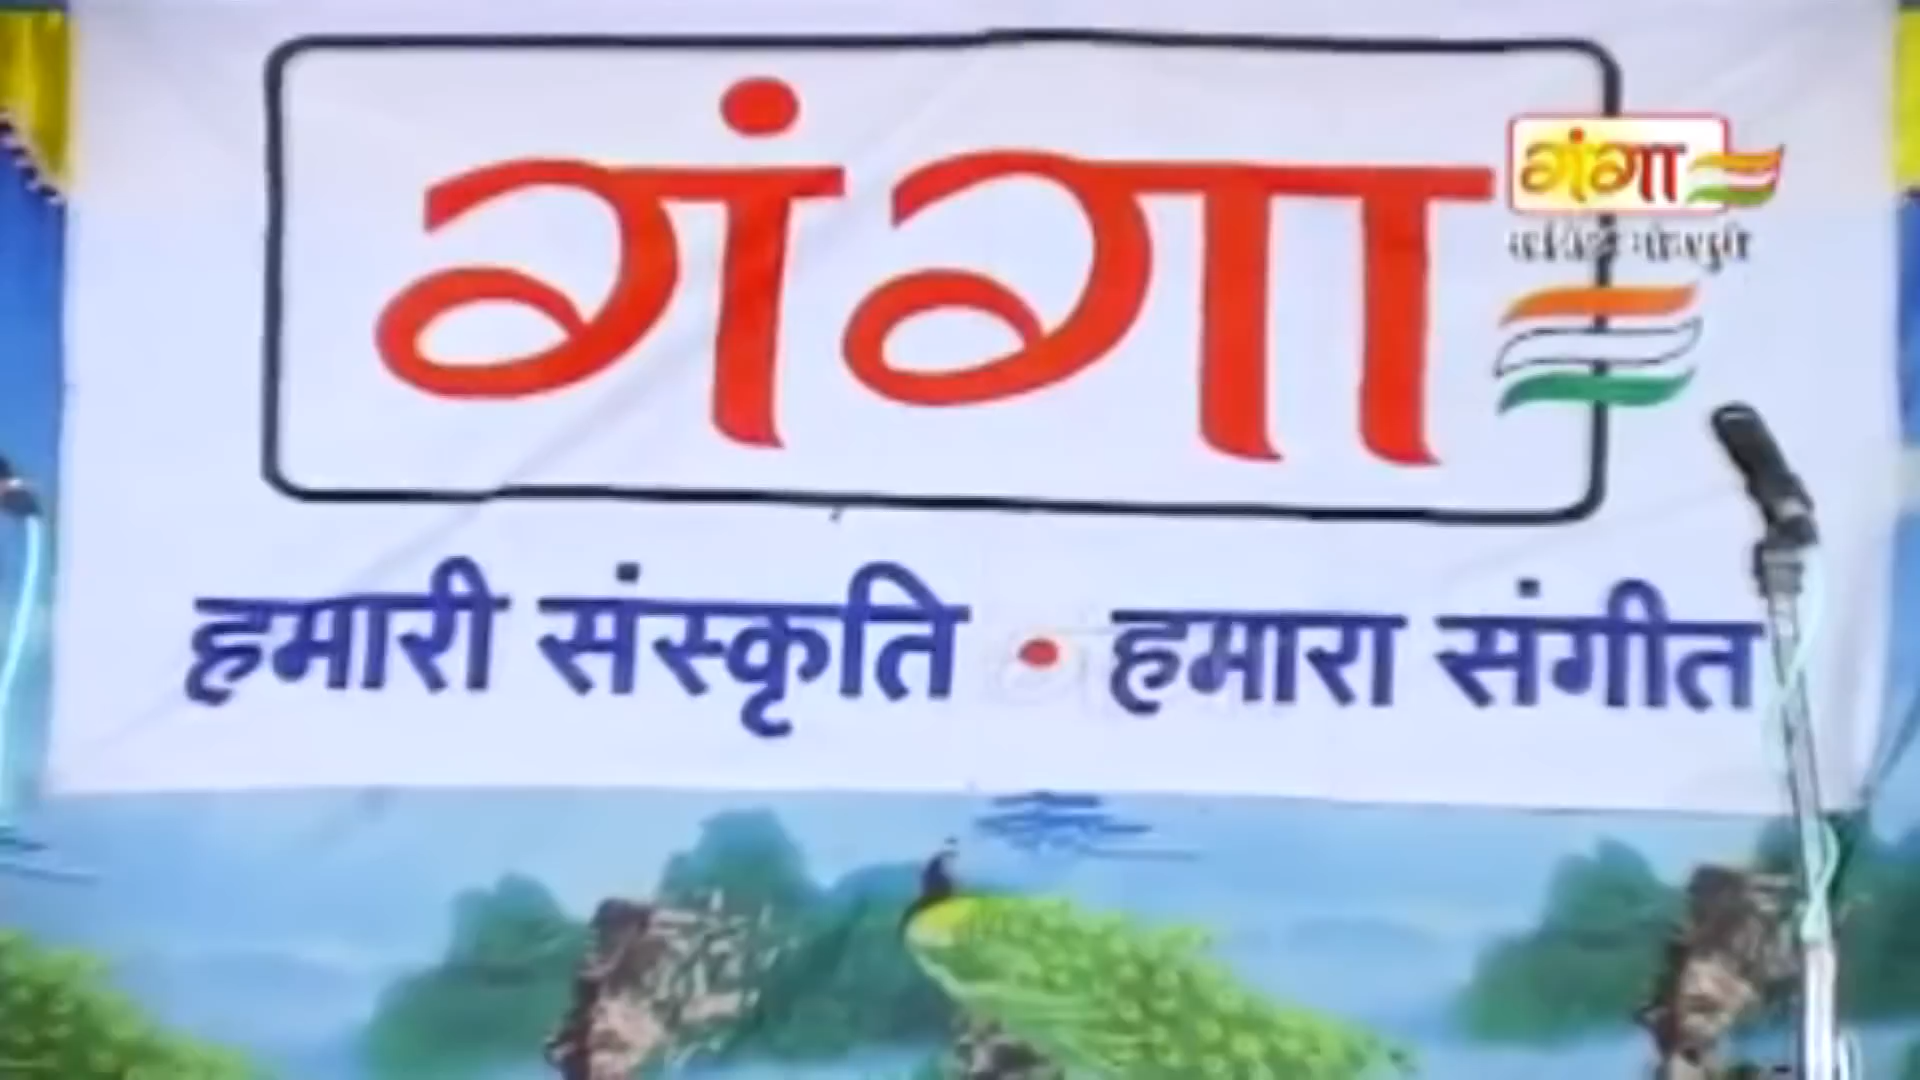 गंगा
गंगा
हमारी संस्कृति • हमारा संगीत